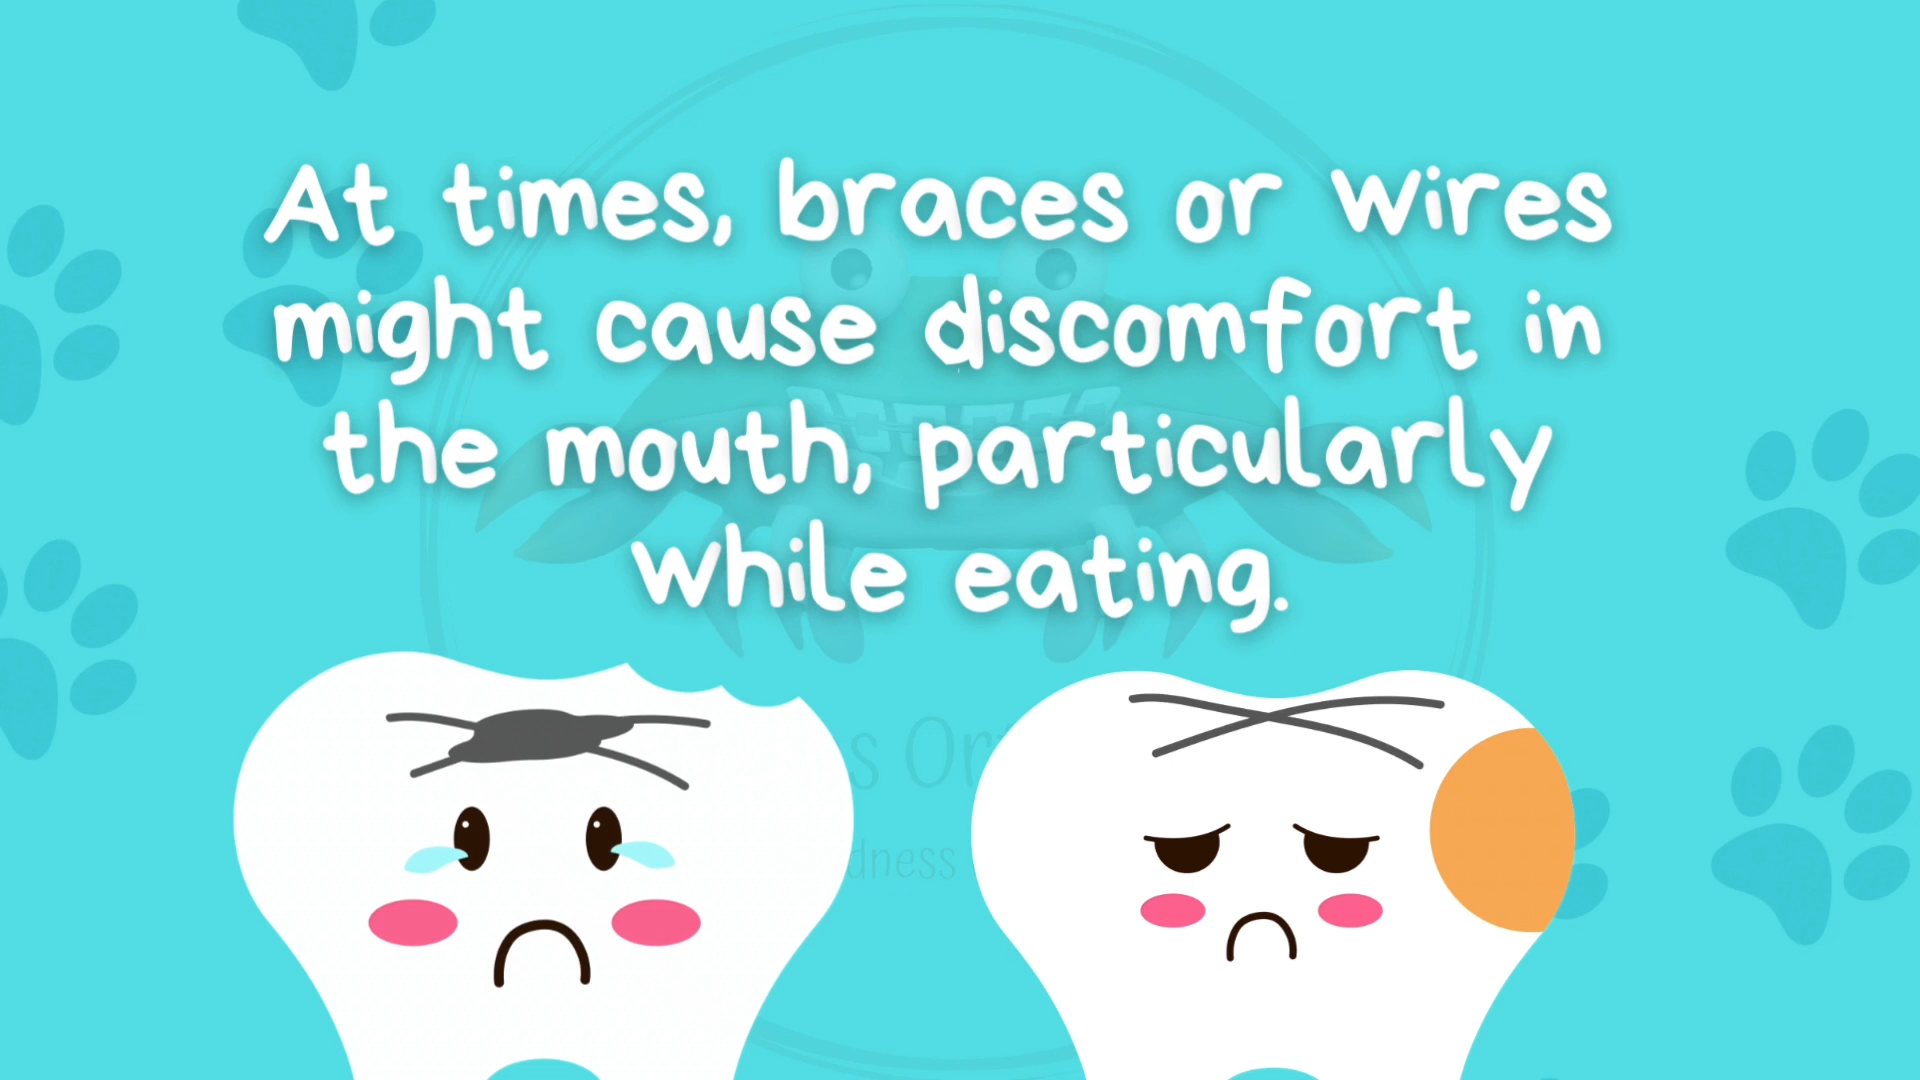 At times, braces or wires
might cause discomfort in
the mouth, particularly
while eating.